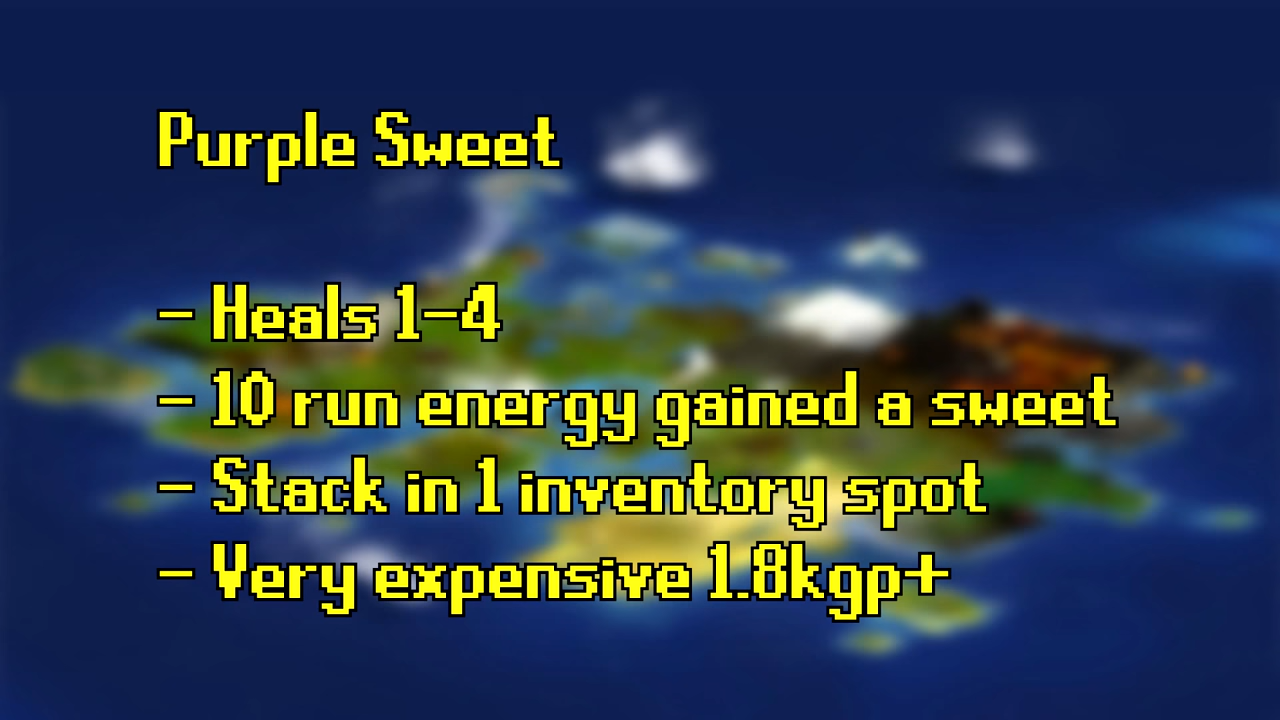 Purple Sweet
- Heals 1-4
- 10 run energy gained a sweet
- Stack in 1 inventory spot
- Very expensive 1.8kgp+